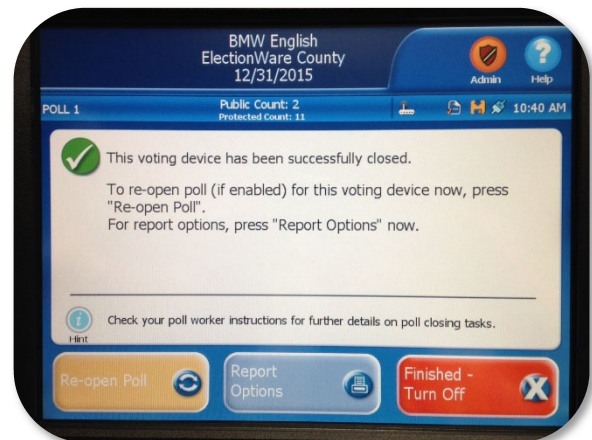 BMW English
ElectionWare County
12/31/2015
Admin
Help
POLL 1
Public Count: 2
Protected Count: 11
10:40 AM
This voting device has been successfully closed.
To re-open poll (if enabled) for this voting device now, press
"Re-open Poll".
For report options, press "Report Options" now.
Hint
Check your poll worker instructions for further details on poll closing tasks.
Re-open Poll
Report
Options
Finished -
Turn Off